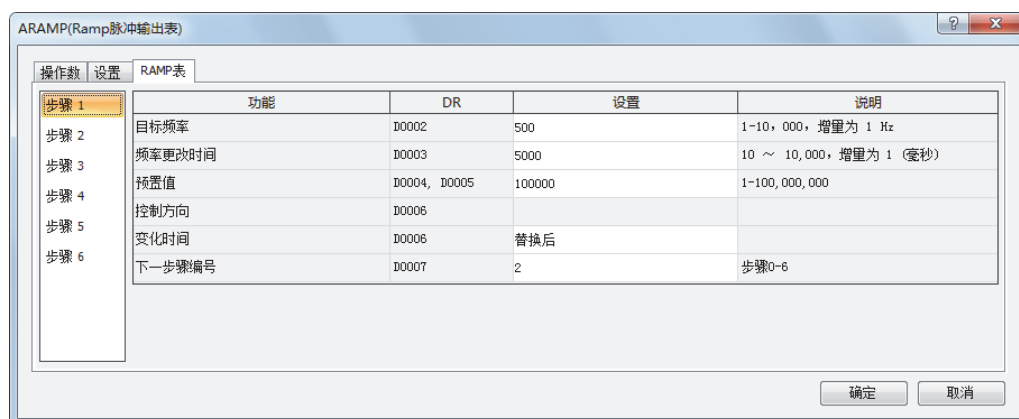 ARAMP(Ramp脉冲输出表)
操作数 设置 RAMP表
步骤 1
步骤 2
步骤 3
步骤 4
步骤 5
步骤 6
功能 DR 设置 说明
目标频率 D0002 500 1-10，000，增量为 1 Hz
频率更改时间 D0003 5000 10 ～ 10,000，增量为 1 (毫秒)
预置值 D0004, D0005 100000 1-100,000,000
控制方向 D0006
变化时间 D0006 替换后
下一步骤编号 D0007 2 步骤0-6
确定 取消